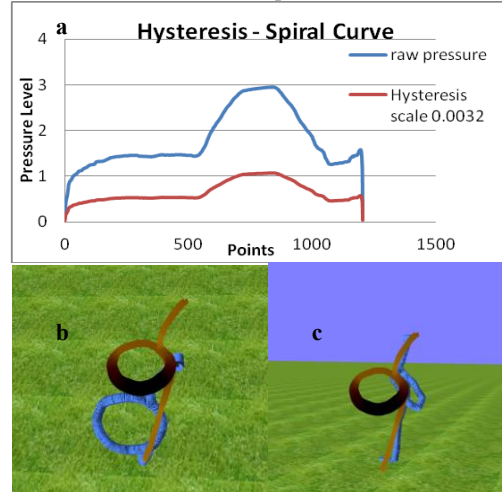 a
Hysteresis - Spiral Curve
4
3
2
1
0
Pressure Level
raw pressure
Hysteresis
scale 0.0032
0
500
1000
1500
Points
b
c